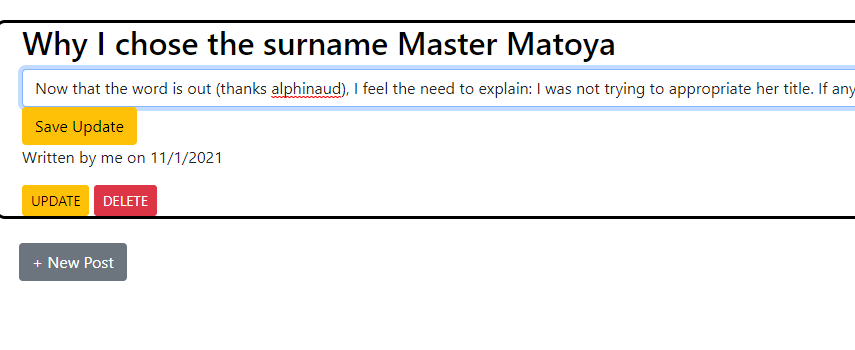 Why I chose the surname Master Matoya
Now that the word is out (thanks alphinaud), I feel the need to explain: I was not trying to appropriate her title. If any
Save Update
Written by me on 11/1/2021
UPDATE DELETE
+ New Post